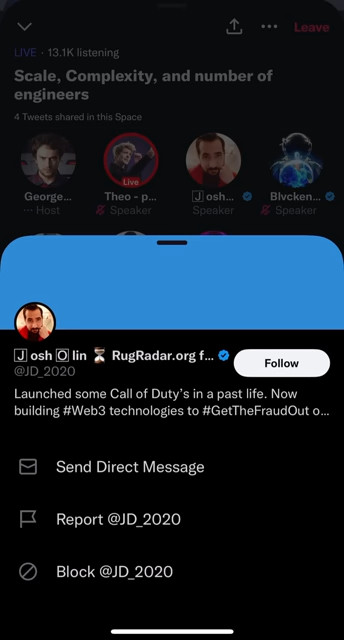 LIVE · 13.1K listening
Leave
Scale, Complexity, and number of
engineers
4 Tweets shared in this Space
Live
George... Theo - p... 🄹 osh... Blvcken...
··· Host Speaker Speaker Speaker
🄹 osh 🄾 lin ⏳ RugRadar.org f...
Follow
@JD_2020
Launched some Call of Duty's in a past life. Now
building #Web3 technologies to #GetTheFraudOut o...
Send Direct Message
Report @JD_2020
Block @JD_2020